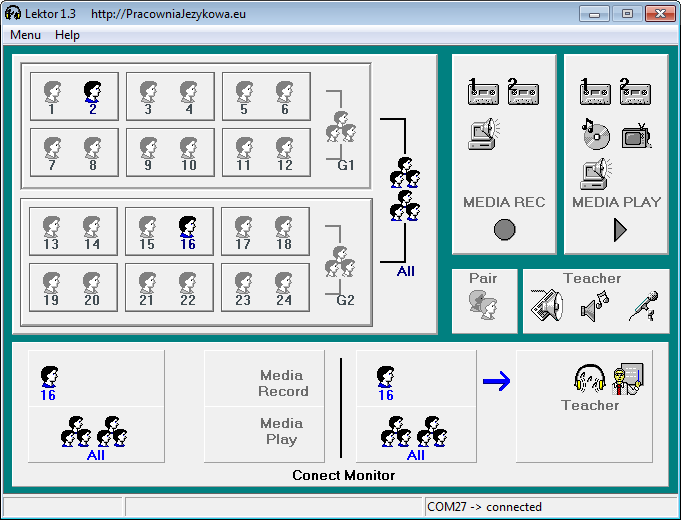 Lektor 1.3 http://PracowniaJezykowa.eu
Menu Help
1 2 3 4 5 6
7 8 9 10 11 12 G1
13 14 15 16 17 18
19 20 21 22 23 24 G2
All
1 2
MEDIA REC
1 2
MEDIA PLAY
Pair
Teacher
16
All
Media
Record
Media
Play
16
All
Teacher
Conect Monitor
COM27 -> connected